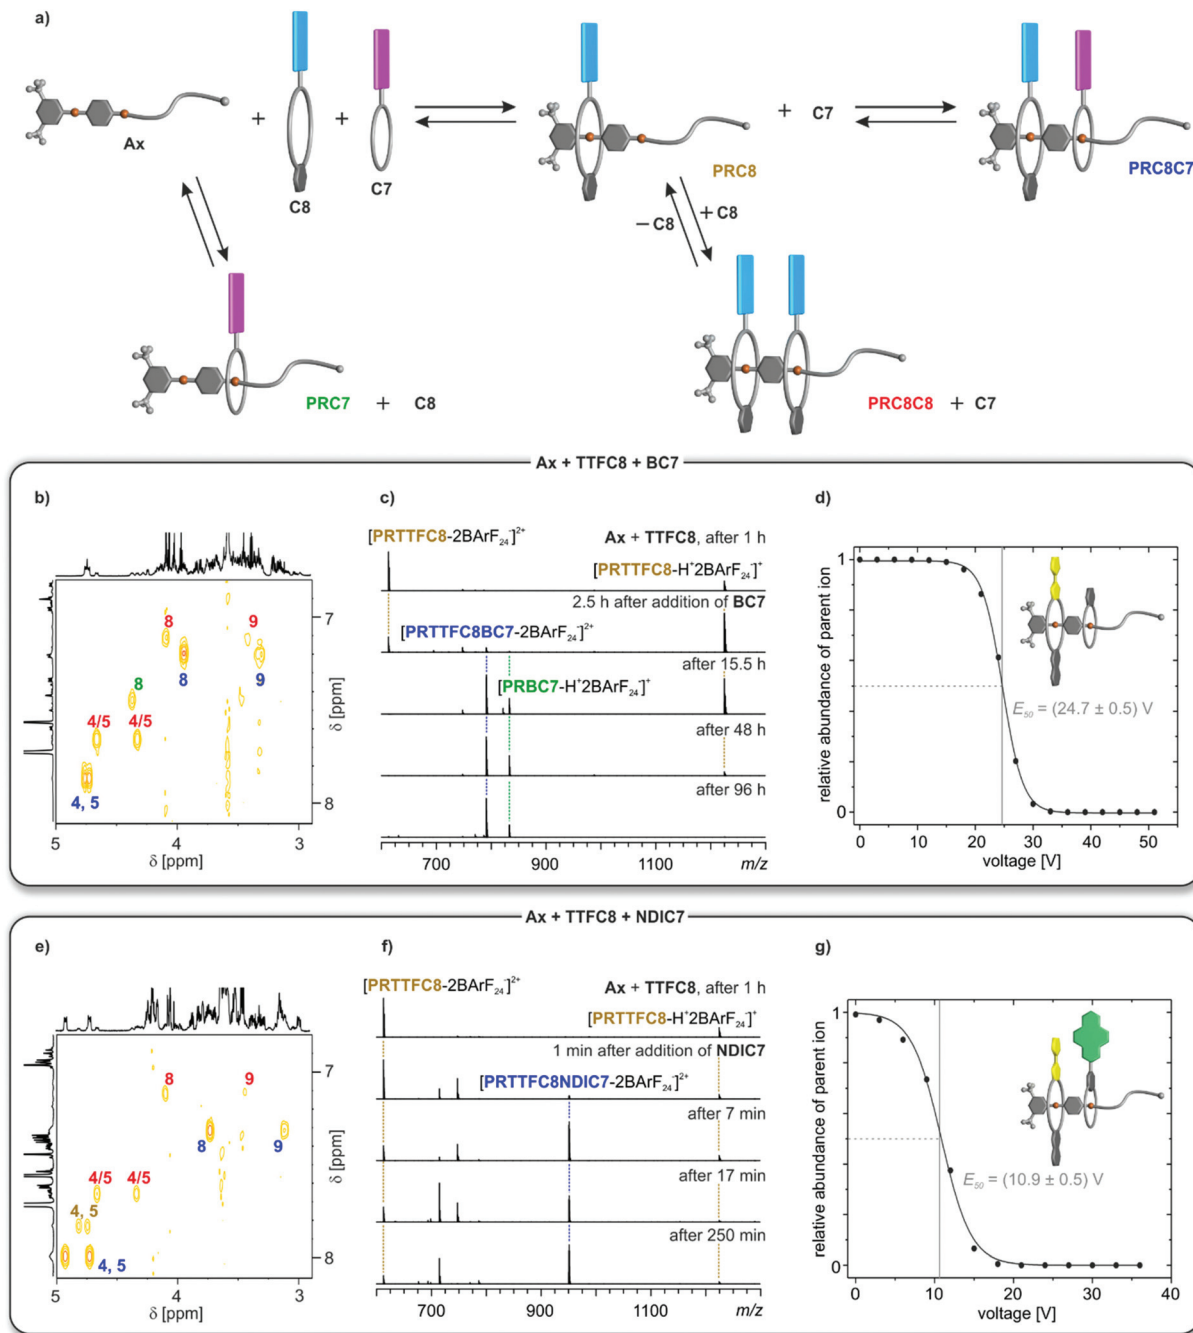 a)
Ax
+
C8
+
C7
PRC8
+ C7
PRC8C7
− C8
+ C8
PRC7 + C8
PRC8C8 + C7
Ax + TTFC8 + BC7
b)
8
9
8
9
8
4/5
4/5
4, 5
7
8
δ [ppm]
5
4
3
δ [ppm]
c)
[PRTTFC8-2BArF₂₄⁻]²⁺
Ax + TTFC8, after 1 h
[PRTTFC8-H⁺2BArF₂₄⁻]⁺
2.5 h after addition of BC7
[PRTTFC8BC7-2BArF₂₄⁻]²⁺
after 15.5 h
[PRBC7-H⁺2BArF₂₄⁻]⁺
after 48 h
after 96 h
700
900
1100
m/z
d)
relative abundance of parent ion
1
0
E₅₀ = (24.7 ± 0.5) V
0 10 20 30 40 50
voltage [V]
Ax + TTFC8 + NDIC7
e)
8
9
8
9
4/5
4/5
4, 5
4, 5
7
8
δ [ppm]
5
4
3
δ [ppm]
f)
[PRTTFC8-2BArF₂₄⁻]²⁺
Ax + TTFC8, after 1 h
[PRTTFC8-H⁺2BArF₂₄⁻]⁺
1 min after addition of NDIC7
[PRTTFC8NDIC7-2BArF₂₄⁻]²⁺
after 7 min
after 17 min
after 250 min
700
900
1100
m/z
g)
relative abundance of parent ion
1
0
E₅₀ = (10.9 ± 0.5) V
0 10 20 30 40
voltage [V]